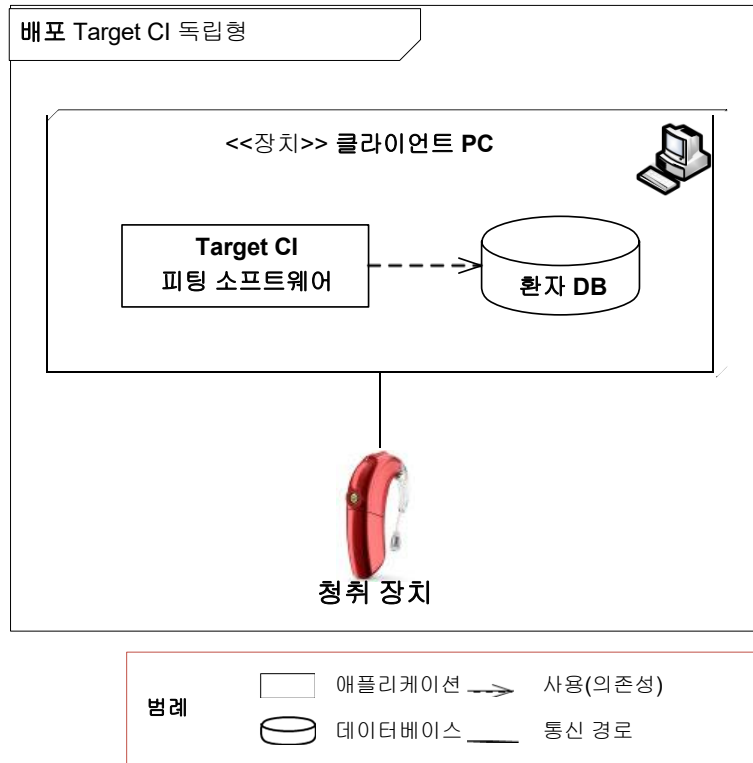 배포 Target CI 독립형
<<장치>> 클라이언트 PC
Target CI
피팅 소프트웨어
환자 DB
청취 장치
범례
애플리케이션
사용(의존성)
데이터베이스
통신 경로